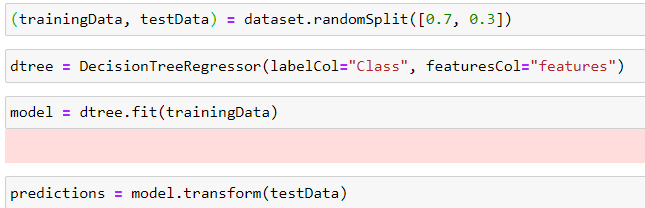 (trainingData, testData) = dataset.randomSplit([0.7, 0.3])
dtree = DecisionTreeRegressor(labelCol="Class", featuresCol="features")
model = dtree.fit(trainingData)
predictions = model.transform(testData)